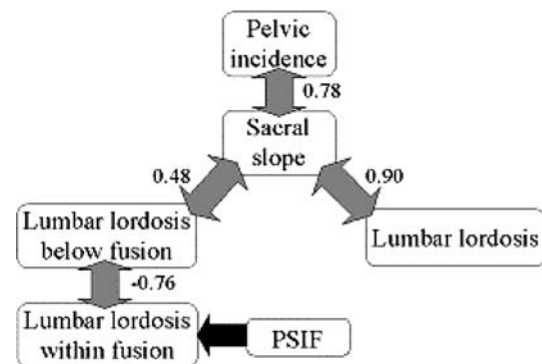 Pelvic
incidence
0.78
Sacral
slope
0.48
0.90
Lumbar lordosis
below fusion
Lumbar lordosis
-0.76
Lumbar lordosis
within fusion
PSIF